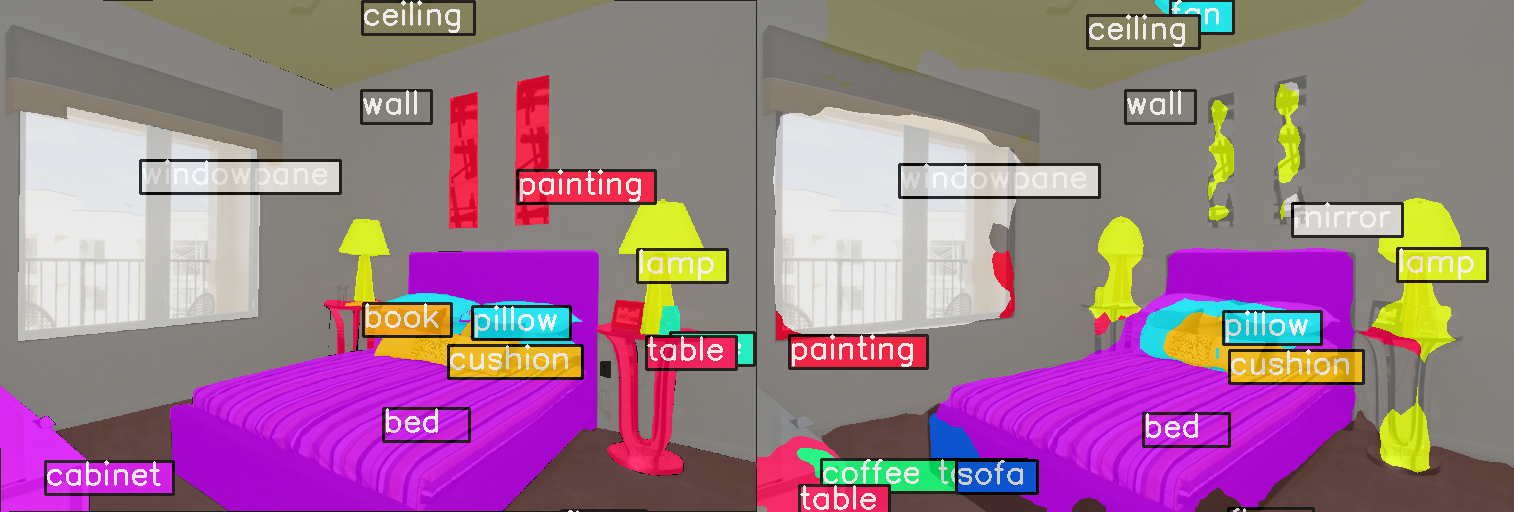 ceiling
wall
windowpane
painting
lamp
book
pillow
cushion
table
bed
cabinet
fan
ceiling
wall
windowpane
mirror
lamp
pillow
painting
cushion
bed
coffee t
sofa
table